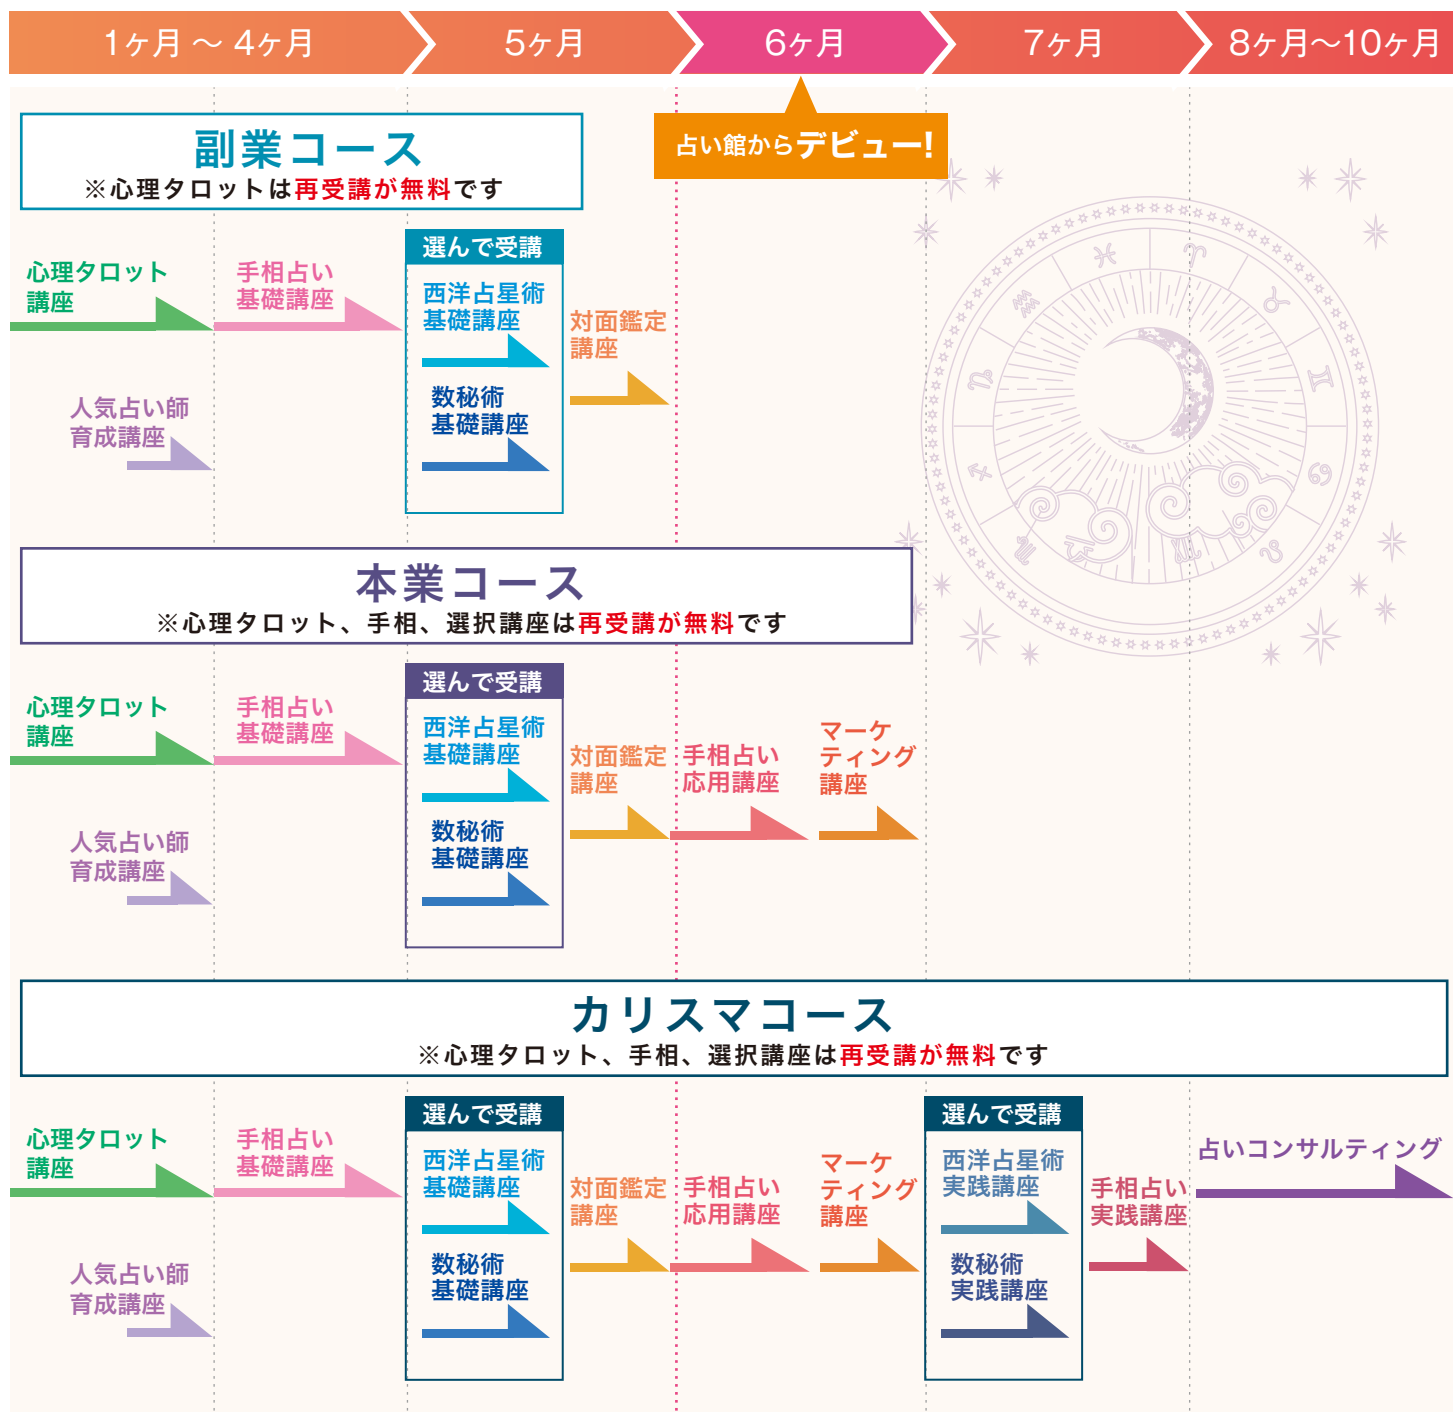 1ヶ月～4ヶ月
5ヶ月
6ヶ月
7ヶ月
8ヶ月～10ヶ月
占い館からデビュー!
副業コース
※心理タロットは再受講が無料です
心理タロット
講座
手相占い
基礎講座
人気占い師
育成講座
選んで受講
西洋占星術
基礎講座
数秘術
基礎講座
対面鑑定
講座
本業コース
※心理タロット、手相、選択講座は再受講が無料です
心理タロット
講座
手相占い
基礎講座
人気占い師
育成講座
選んで受講
西洋占星術
基礎講座
数秘術
基礎講座
対面鑑定
講座
手相占い
応用講座
マーケ
ティング
講座
カリスマコース
※心理タロット、手相、選択講座は再受講が無料です
心理タロット
講座
手相占い
基礎講座
人気占い師
育成講座
選んで受講
西洋占星術
基礎講座
数秘術
基礎講座
対面鑑定
講座
手相占い
応用講座
マーケ
ティング
講座
選んで受講
西洋占星術
実践講座
数秘術
実践講座
手相占い
実践講座
占いコンサルティング